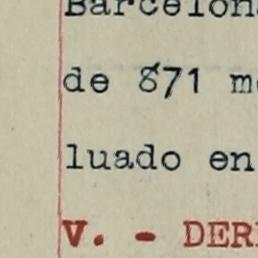 Barcelona
de 871 m
luado en
V. - DER